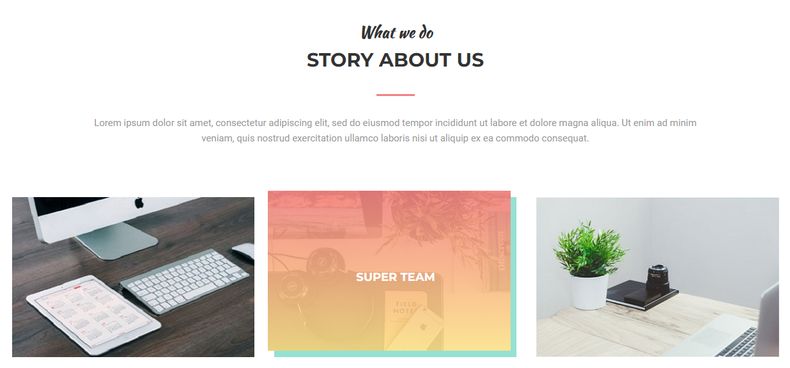 What we do
STORY ABOUT US
Lorem ipsum dolor sit amet, consectetur adipiscing elit, sed do eiusmod tempor incididunt ut labore et dolore magna aliqua. Ut enim ad minim
veniam, quis nostrud exercitation ullamco laboris nisi ut aliquip ex ea commodo consequat.
SUPER TEAM
FIELD
NOTES